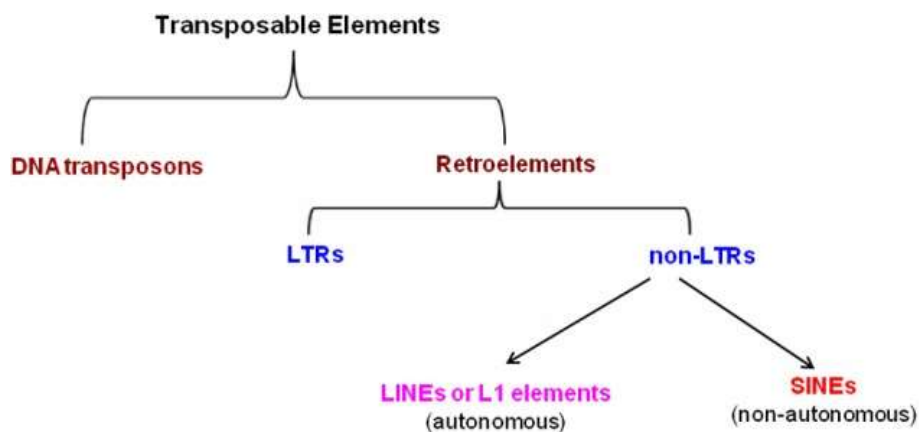 Transposable Elements
DNA transposons
Retroelements
LTRs
non-LTRs
LINEs or L1 elements
(autonomous)
SINEs
(non-autonomous)